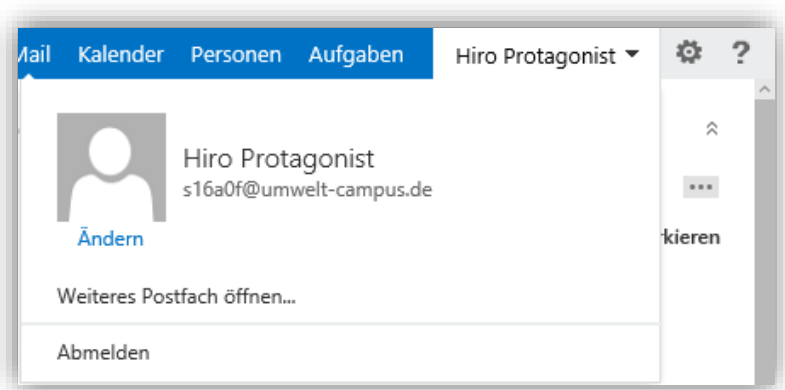 Mail Kalender Personen Aufgaben Hiro Protagonist ?
Hiro Protagonist
s16a0f@umwelt-campus.de
Ändern
rkieren
Weiteres Postfach öffnen...
Abmelden